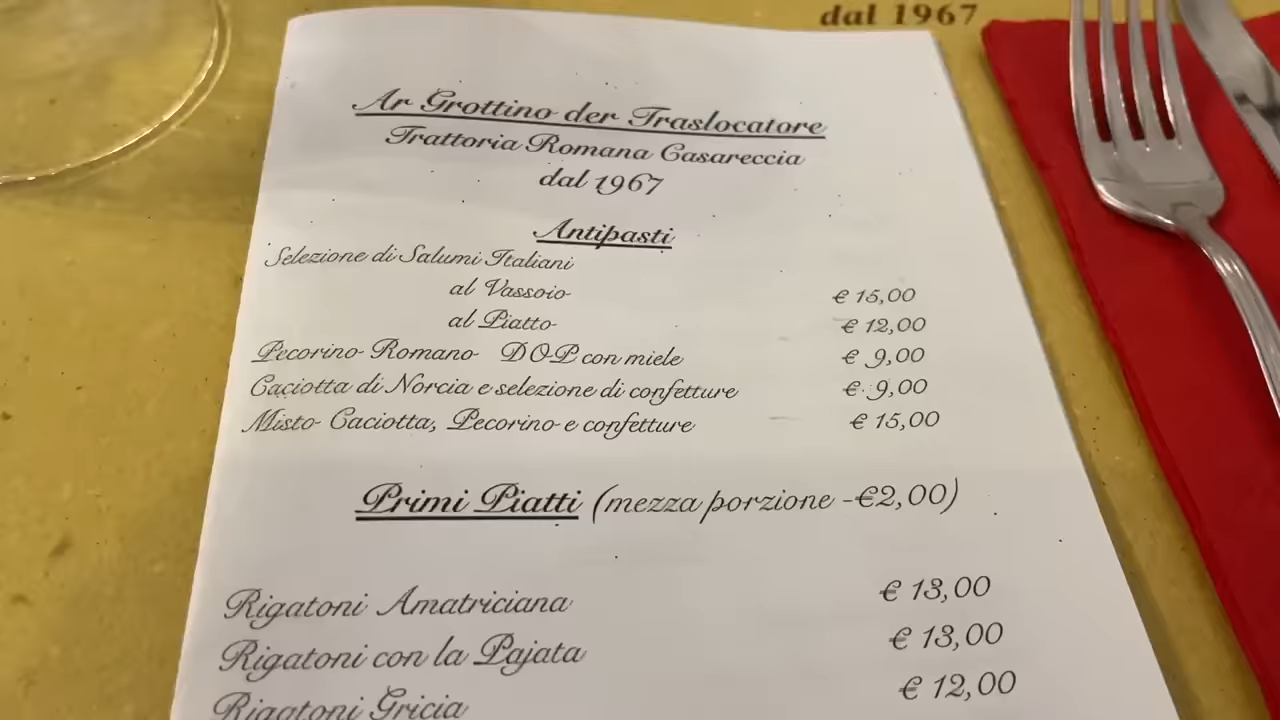 dal 1967
Ar Grottino der Traslocatore
Trattoria Romana Casareccia
dal 1967
Antipasti
Selezione di Salumi Italiani
al Vassoio € 15,00
al Piatto € 12,00
Pecorino Romano DOP con miele € 9,00
Caciotta di Norcia e selezione di confetture €. 9,00
Misto Caciotta, Pecorino e confetture € 15,00
Primi Piatti (mezza porzione -€2,00)
Rigatoni Amatriciana € 13,00
Rigatoni con la Pajata € 13,00
Rigatoni Gricia € 12,00